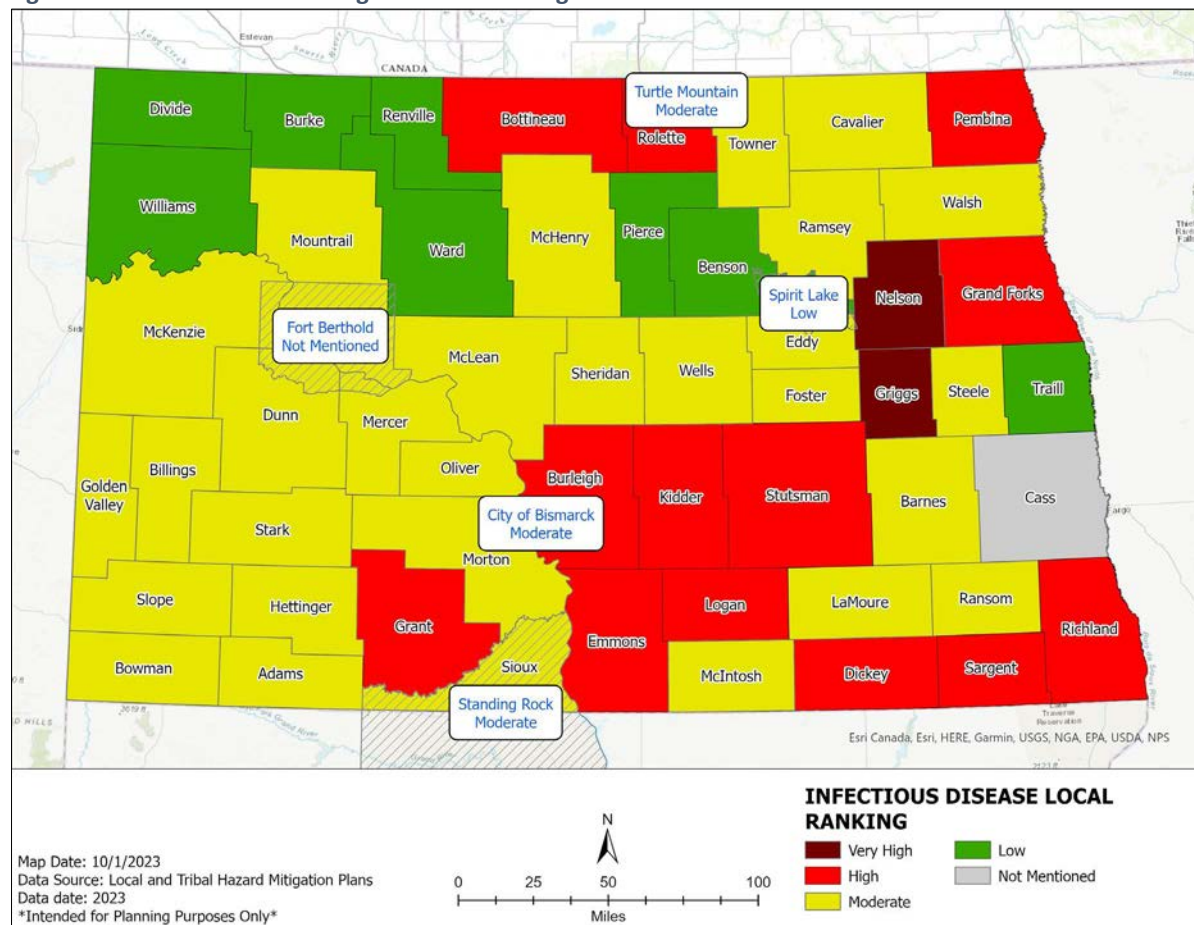 Estevan
CANADA
Divide
Burke
Renville
Bottineau
Turtle Mountain
Moderate
Rolette
Towner
Cavalier
Pembina
Williams
Mountrail
Ward
McHenry
Pierce
Benson
Ramsey
Walsh
Nelson
Grand Forks
Spirit Lake
Low
Fort Berthold
Not Mentioned
McKenzie
McLean
Sheridan
Wells
Eddy
Foster
Griggs
Steele
Traill
Dunn
Mercer
Oliver
Golden
Valley
Billings
Stark
Burleigh
Kidder
Stutsman
Barnes
Cass
City of Bismarck
Moderate
Morton
Slope
Hettinger
Grant
Emmons
Logan
LaMoure
Ransom
Richland
Bowman
Adams
Sioux
McIntosh
Dickey
Sargent
Standing Rock
Moderate
Lake
Traverse
Reservation
Esri Canada, Esri, HERE, Garmin, USGS, NGA, EPA, USDA, NPS
INFECTIOUS DISEASE LOCAL
RANKING
Very High
High
Moderate
Low
Not Mentioned
N
0 25 50 100
Miles
Map Date: 10/1/2023
Data Source: Local and Tribal Hazard Mitigation Plans
Data date: 2023
*Intended for Planning Purposes Only*